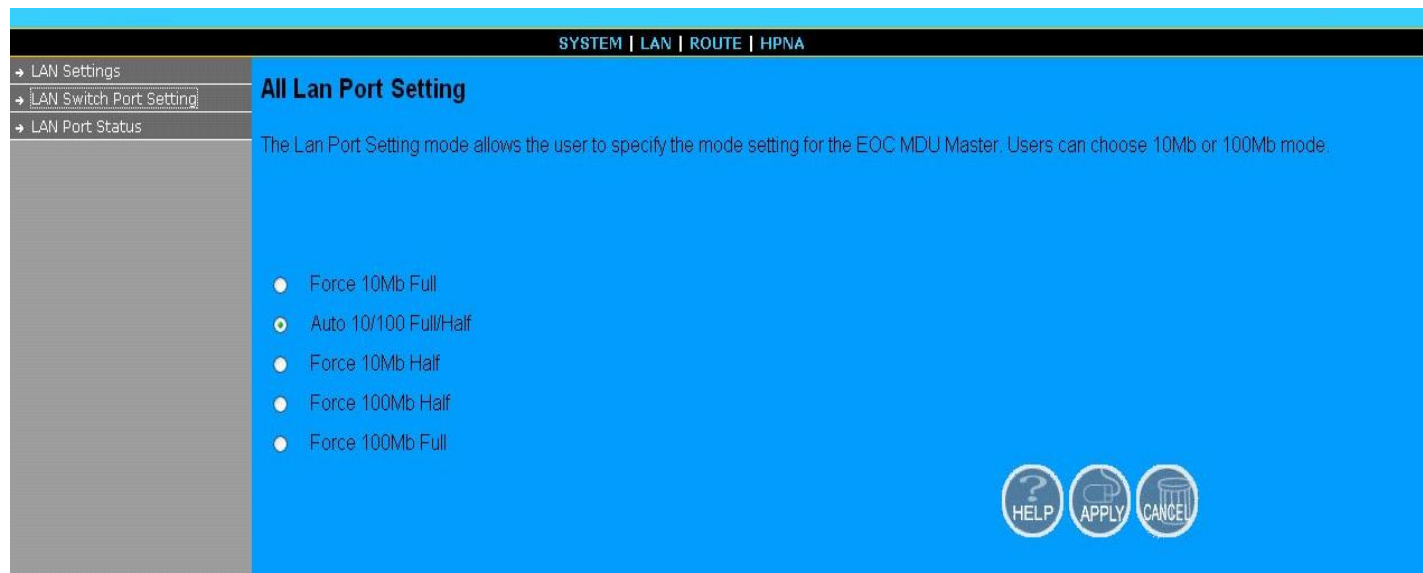 SYSTEM | LAN | ROUTE | HPNA
LAN Settings
LAN Switch Port Setting
LAN Port Status
All Lan Port Setting
The Lan Port Setting mode allows the user to specify the mode setting for the EOC MDU Master. Users can choose 10Mb or 100Mb mode.
Force 10Mb Full
Auto 10/100 Full/Half
Force 10Mb Half
Force 100Mb Half
Force 100Mb Full
? HELP APPLY CANCEL